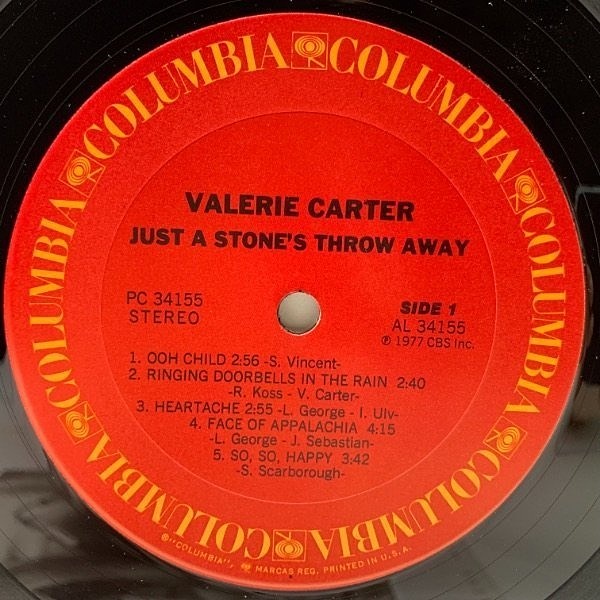 COLUMBIA COLUMBIA COLUMBIA COLUMBIA COLUMBIA COLUMBIA
VALERIE CARTER
JUST A STONE'S THROW AWAY
PC 34155
STEREO
SIDE 1
AL 34155
℗ 1977 CBS Inc.
1. OOH CHILD 2:56 -S. Vincent-
2. RINGING DOORBELLS IN THE RAIN 2:40
-R. Koss - V. Carter-
3. HEARTACHE 2:55 -L. George - I. Ulv-
4. FACE OF APPALACHIA 4:15
-L. George - J. Sebastian-
5. SO, SO, HAPPY 3:42
-S. Scarborough-
®"COLUMBIA", MARCAS REG. PRINTED IN U.S.A.